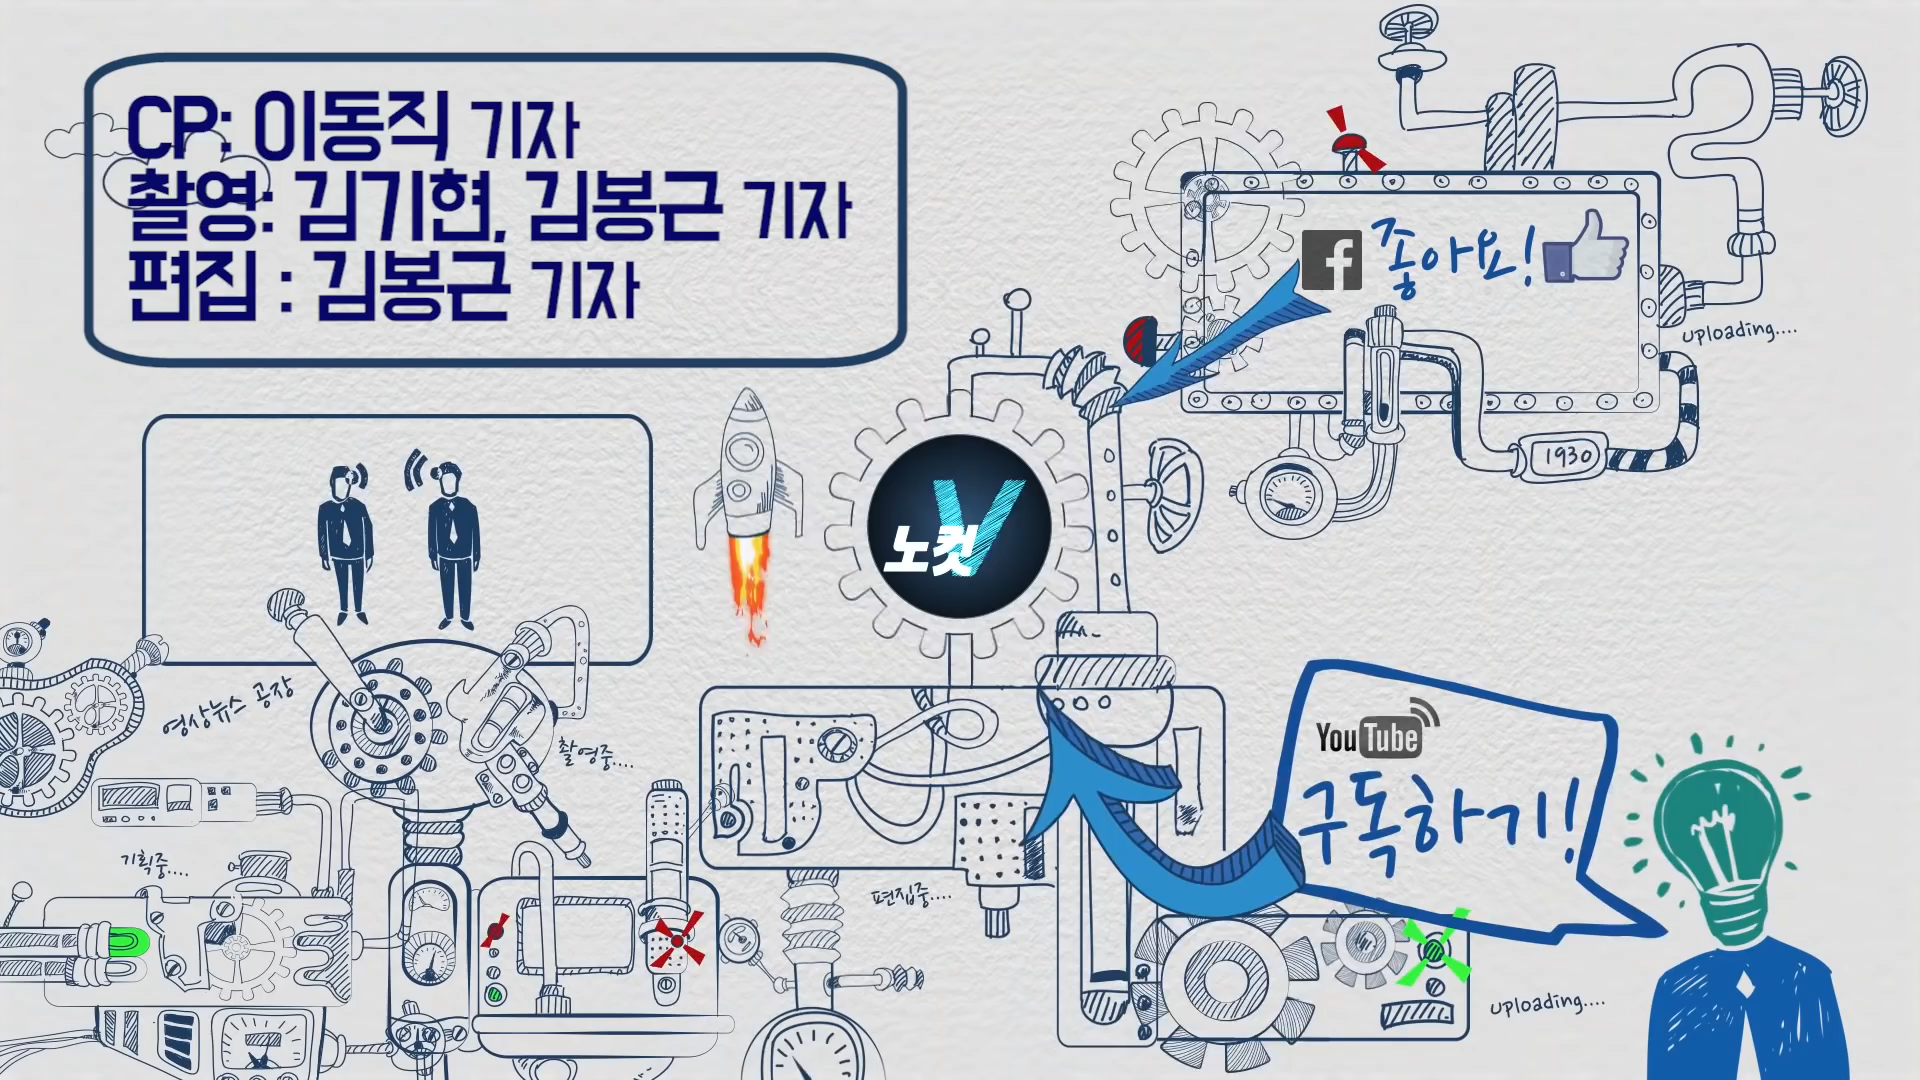 CP: 이동직 기자
촬영: 김기현, 김봉근 기자
편집 : 김봉근 기자
좋아요!
uploading....
1930
노컷V
영상뉴스 공장
촬영중....
기획중....
편집중....
YouTube
구독하기!
uploading....